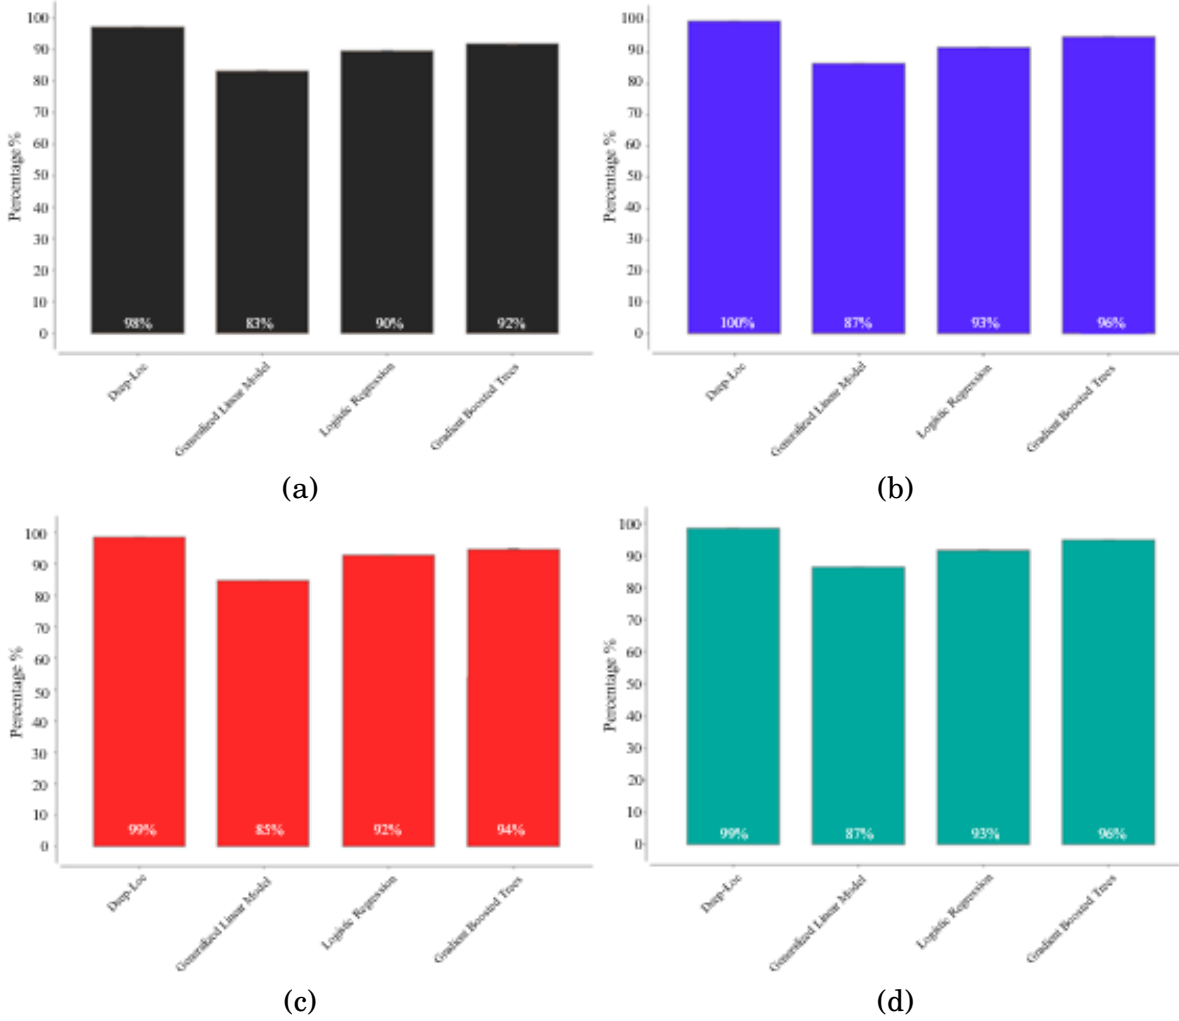 100
90
80
70
60
50
40
30
20
10
0
Percentage %
98%
83%
90%
92%
Deep-Loc
Generalized Linear Model
Logistic Regression
Gradient Boosted Trees
(a)
100
90
80
70
60
50
40
30
20
10
0
Percentage %
100%
87%
93%
96%
Deep-Loc
Generalized Linear Model
Logistic Regression
Gradient Boosted Trees
(b)
100
90
80
70
60
50
40
30
20
10
0
Percentage %
99%
85%
92%
94%
Deep-Loc
Generalized Linear Model
Logistic Regression
Gradient Boosted Trees
(c)
100
90
80
70
60
50
40
30
20
10
0
Percentage %
99%
87%
93%
96%
Deep-Loc
Generalized Linear Model
Logistic Regression
Gradient Boosted Trees
(d)